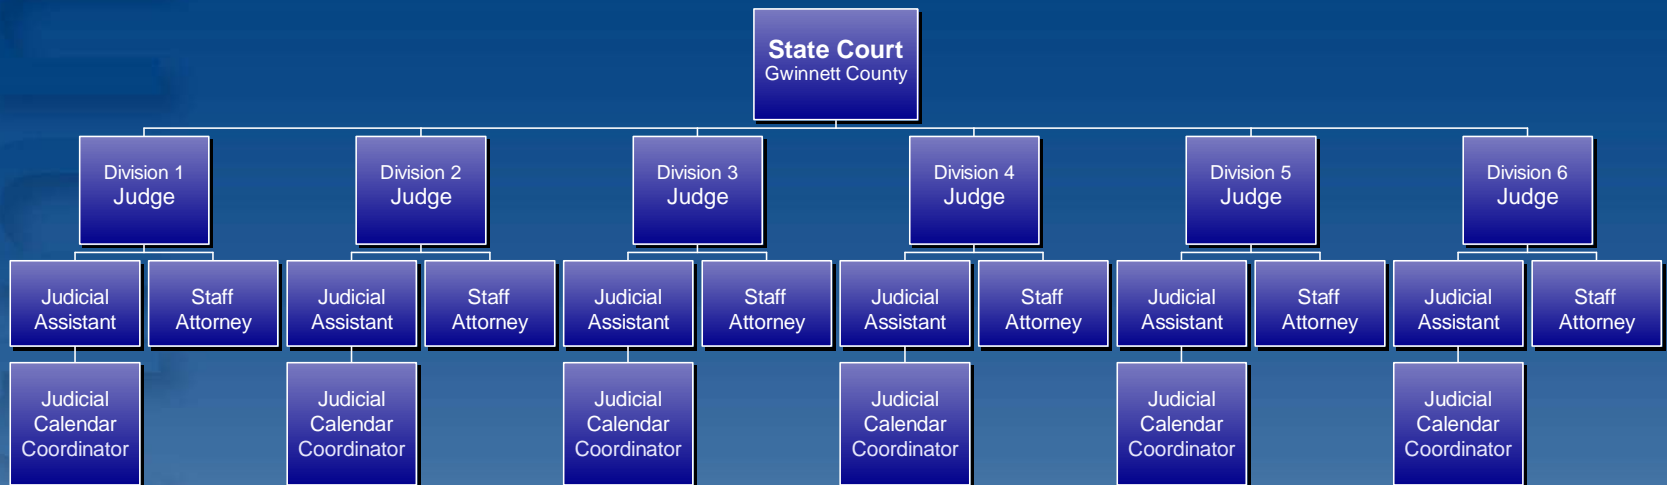 State Court
Gwinnett County
Division 1
Judge
Division 2
Judge
Division 3
Judge
Division 4
Judge
Division 5
Judge
Division 6
Judge
Judicial
Assistant
Staff
Attorney
Judicial
Assistant
Staff
Attorney
Judicial
Assistant
Staff
Attorney
Judicial
Assistant
Staff
Attorney
Judicial
Assistant
Staff
Attorney
Judicial
Assistant
Staff
Attorney
Judicial
Calendar
Coordinator
Judicial
Calendar
Coordinator
Judicial
Calendar
Coordinator
Judicial
Calendar
Coordinator
Judicial
Calendar
Coordinator
Judicial
Calendar
Coordinator